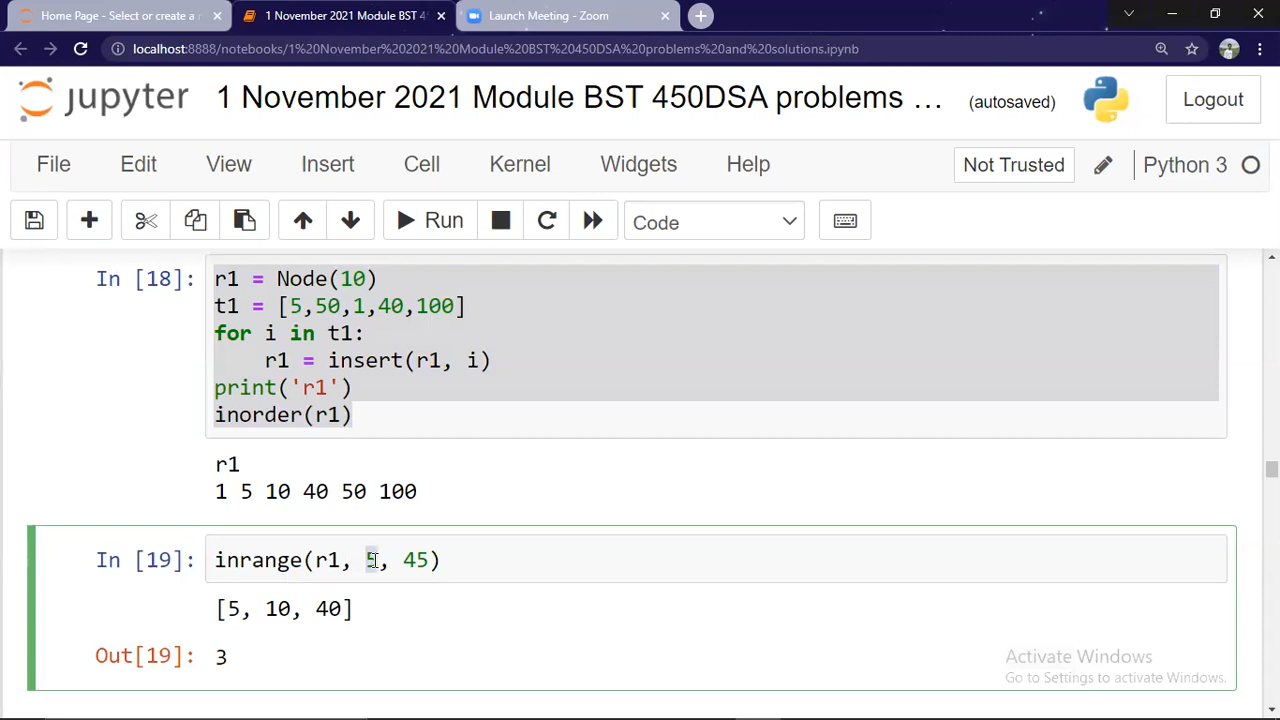 Home Page - Select or create a n
1 November 2021 Module BST 4
Launch Meeting - Zoom
localhost:8888/notebooks/1%20November%202021%20Module%20BST%20450DSA%20problems%20and%20solutions.ipynb
jupyter 1 November 2021 Module BST 450DSA problems … (autosaved) Logout
File Edit View Insert Cell Kernel Widgets Help Not Trusted Python 3
Run Code
In [18]: r1 = Node(10)
t1 = [5,50,1,40,100]
for i in t1:
r1 = insert(r1, i)
print('r1')
inorder(r1)
r1
1 5 10 40 50 100
In [19]: inrange(r1, 5, 45)
[5, 10, 40]
Out[19]: 3
Activate Windows
Go to Settings to activate Windows.